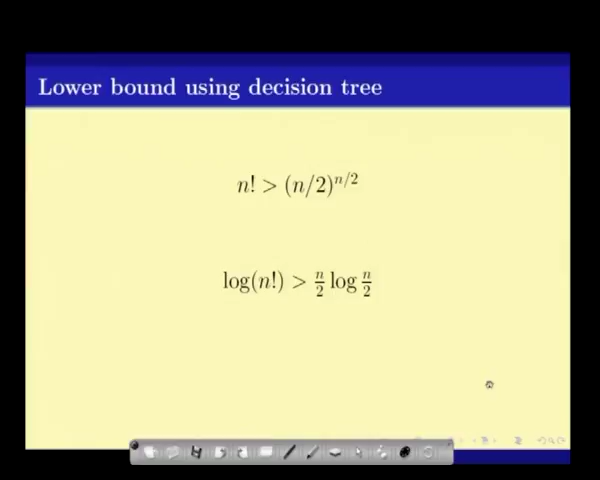 Lower bound using decision tree
n! > (n/2)^{n/2}
log(n!) > \frac{n}{2} log \frac{n}{2}